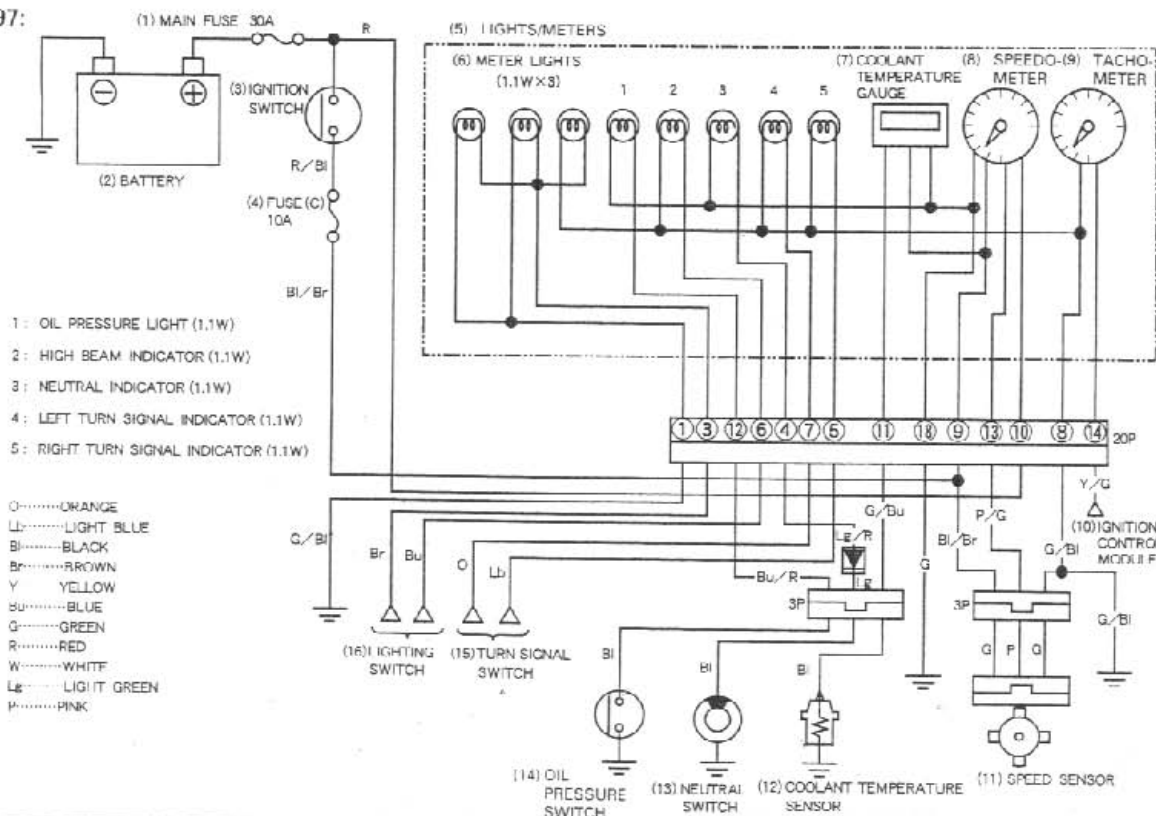 97:
(1) MAIN FUSE 30A
R
(2) BATTERY
(3) IGNITION
SWITCH
R/Bl
(4) FUSE (C)
10A
Bl/Br
(5) LIGHTS/METERS
(6) METER LIGHTS
(1.1W×3)
1 2 3 4 5
(7) COOLANT
TEMPERATURE
GAUGE
(8) SPEEDO-
METER
(9) TACHO-
METER
1 : OIL PRESSURE LIGHT (1.1W)
2 : HIGH BEAM INDICATOR (1.1W)
3 : NEUTRAL INDICATOR (1.1W)
4 : LEFT TURN SIGNAL INDICATOR (1.1W)
5 : RIGHT TURN SIGNAL INDICATOR (1.1W)
1 3 12 6 4 7 5 11 18 9 13 10 8 14
20P
O········ORANGE
Lb·······LIGHT BLUE
Bl········BLACK
Br········BROWN
Y YELLOW
Bu········BLUE
G········GREEN
R········RED
W········WHITE
Lg·······LIGHT GREEN
P········PINK
G/Bl
Br
Bu
O
Lb
Bu/R
Lg/R
Lg
G/Bu
G
Bl/Br
P/G
G/Bl
Y/G
(10) IGNITION
CONTROL
MODULE
3P
3P
G/Bl
G P G
(16) LIGHTING
SWITCH
(15) TURN SIGNAL
SWITCH
Bl
Bl
Bl
(14) OIL
PRESSURE
SWITCH
(13) NEUTRAL
SWITCH
(12) COOLANT TEMPERATURE
SENSOR
(11) SPEED SENSOR